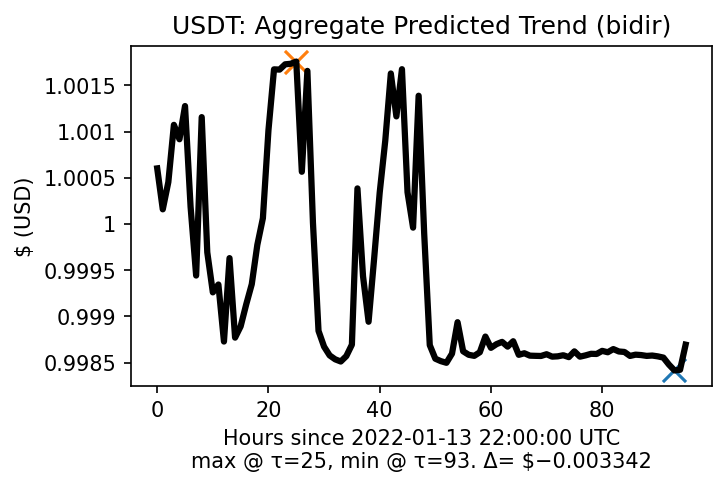 USDT: Aggregate Predicted Trend (bidir)
1.0015
1.001
1.0005
1
0.9995
0.999
0.9985
$ (USD)
0 20 40 60 80
Hours since 2022-01-13 22:00:00 UTC
max @ τ=25, min @ τ=93. Δ= $−0.003342